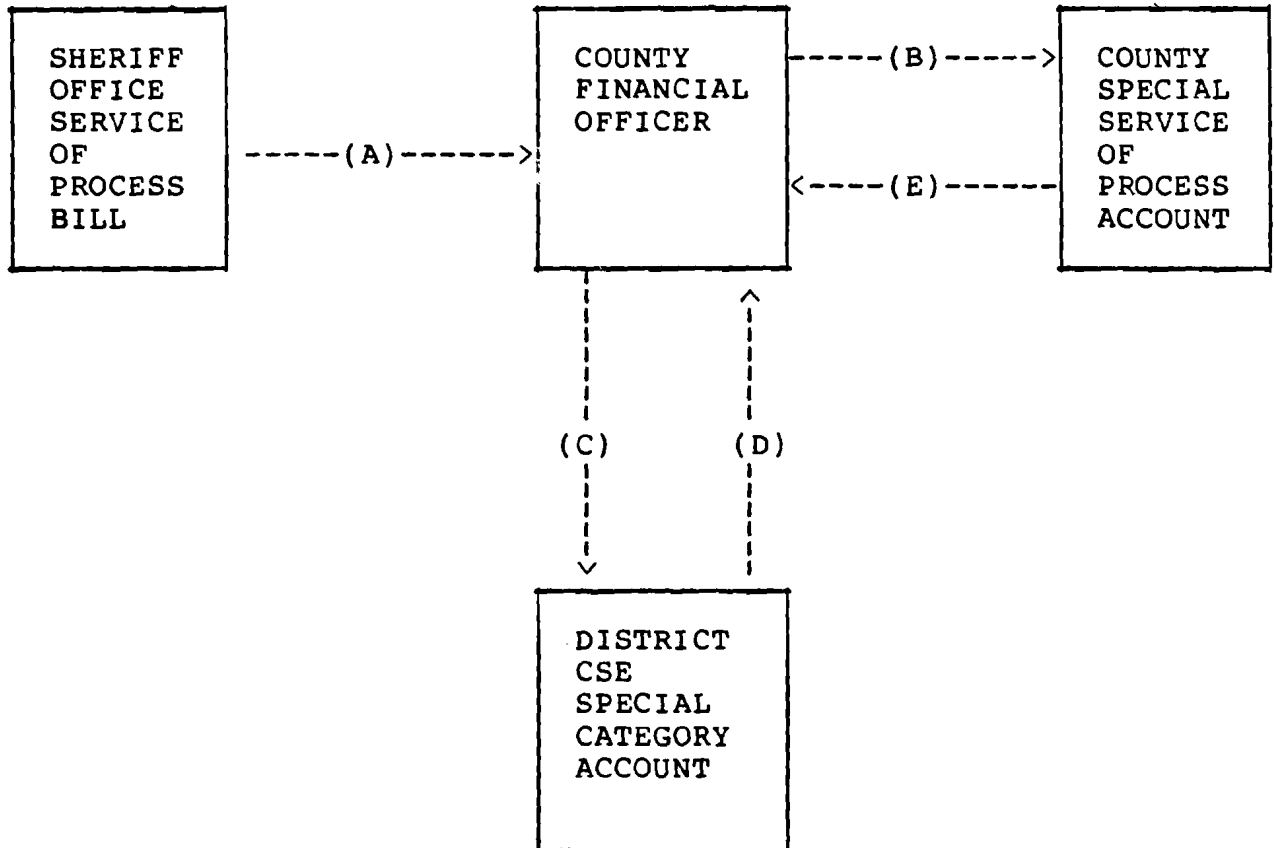 SHERIFF
OFFICE
SERVICE
OF
PROCESS
BILL
(A)
COUNTY
FINANCIAL
OFFICER
(B)
(E)
COUNTY
SPECIAL
SERVICE
OF
PROCESS
ACCOUNT
(C)
(D)
DISTRICT
CSE
SPECIAL
CATEGORY
ACCOUNT